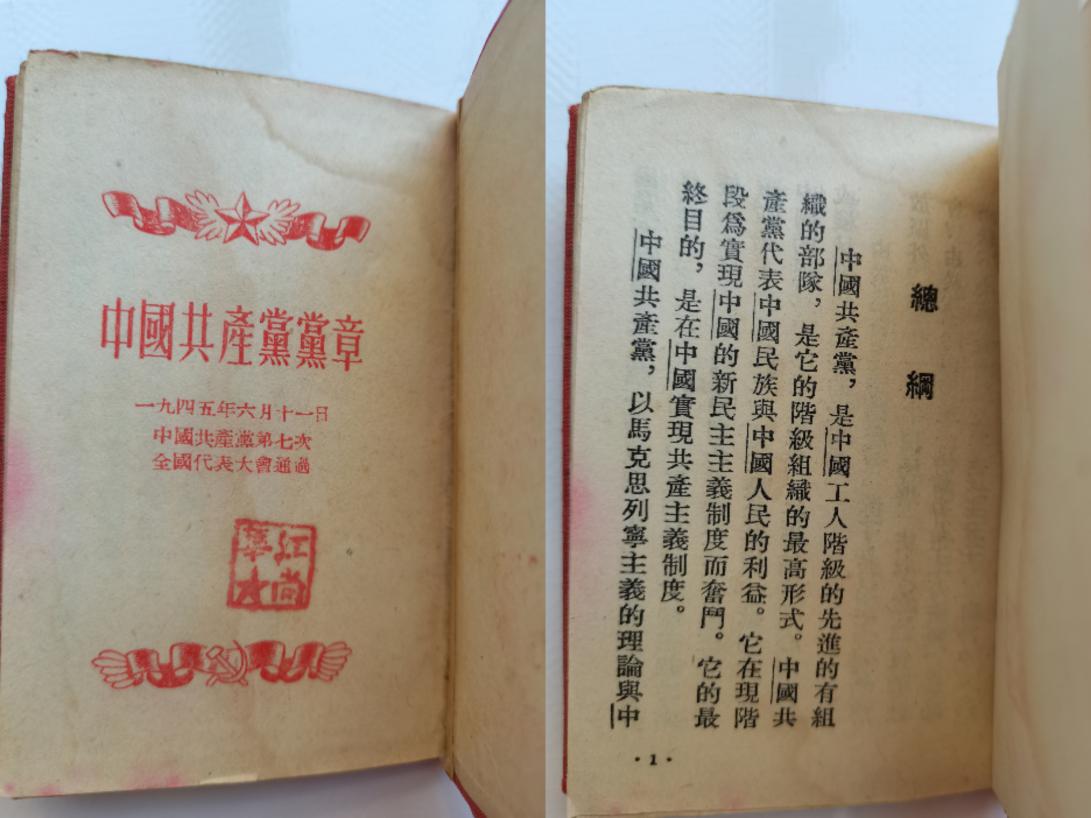 中國共產黨黨章
一九四五年六月十一日
中國共產黨第七次
全國代表大會通過
江尚
總綱
中國共產黨，是中國工人階級的先進的有組
織的部隊，是它的階級組織的最高形式。中國共
產黨代表中國民族與中國人民的利益。它在現階
段爲實現中國的新民主主義制度而奮鬥。它的最
終目的，是在中國實現共產主義制度。
中國共產黨，以馬克思列寧主義的理論與中
·1·